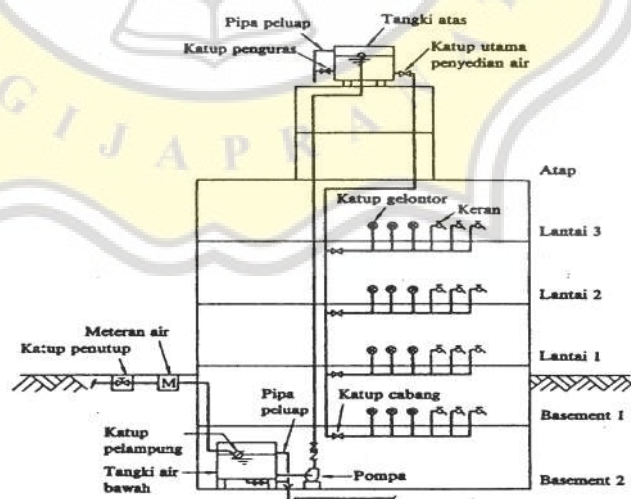 Pipa peluap
Tangki atas
Katup penguras
Katup utama
penyedian air
GIJAPRA
Atap
Katup gelontor
Keran
Lantai 3
Lantai 2
Meteran air
Katup penutup
M
Lantai 1
Pipa
peluap
Katup cabang
Basement 1
Katup
pelampung
Tangki air
bawah
Pompa
Basement 2